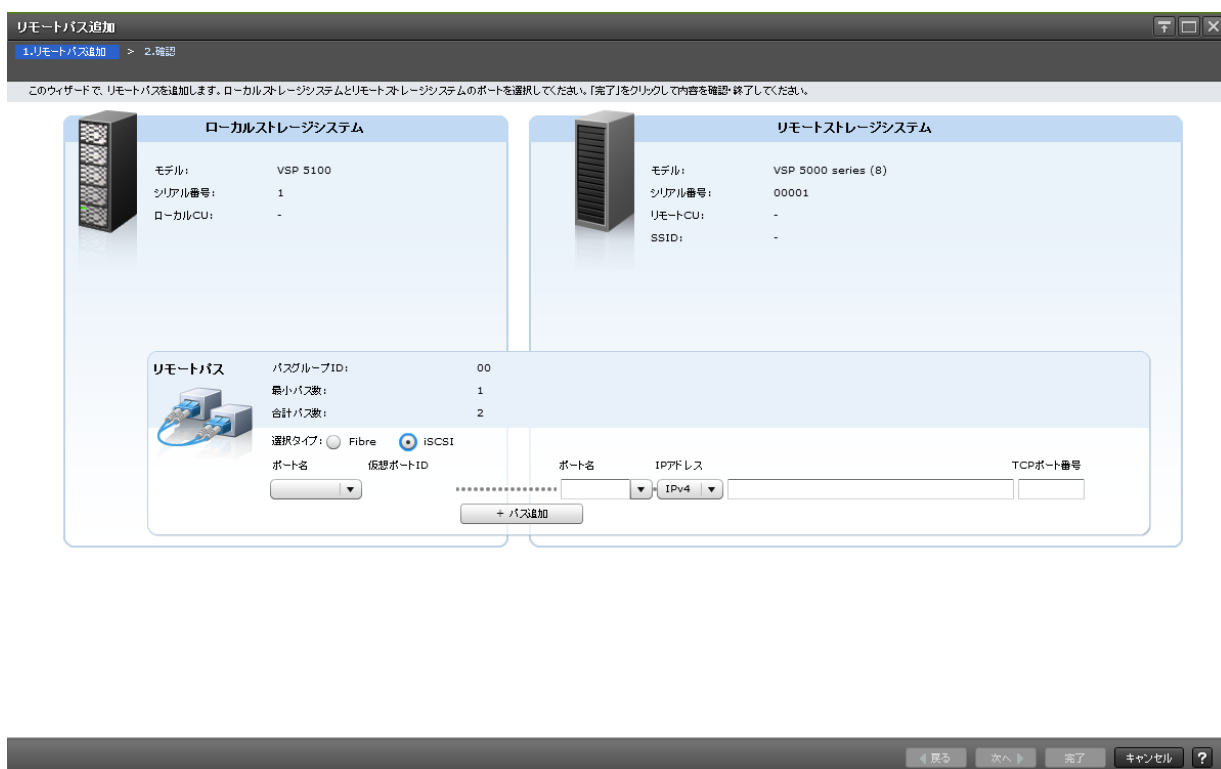 リモートパス追加
1.リモートパス追加 > 2.確認
このウィザードで、リモートパスを追加します。ローカルストレージシステムとリモートストレージシステムのポートを選択してください。「完了」をクリックして内容を確認・終了してください。
ローカルストレージシステム
モデル: VSP 5100
シリアル番号: 1
ローカルCU: -
リモートストレージシステム
モデル: VSP 5000 series (8)
シリアル番号: 00001
リモートCU: -
SSID: -
リモートパス
パスグループID: 00
最小パス数: 1
合計パス数: 2
選択タイプ: Fibre iSCSI
ポート名 仮想ポートID ポート名 IPアドレス TCPポート番号
IPv4
+ パス追加
戻る 次へ 完了 キャンセル ?